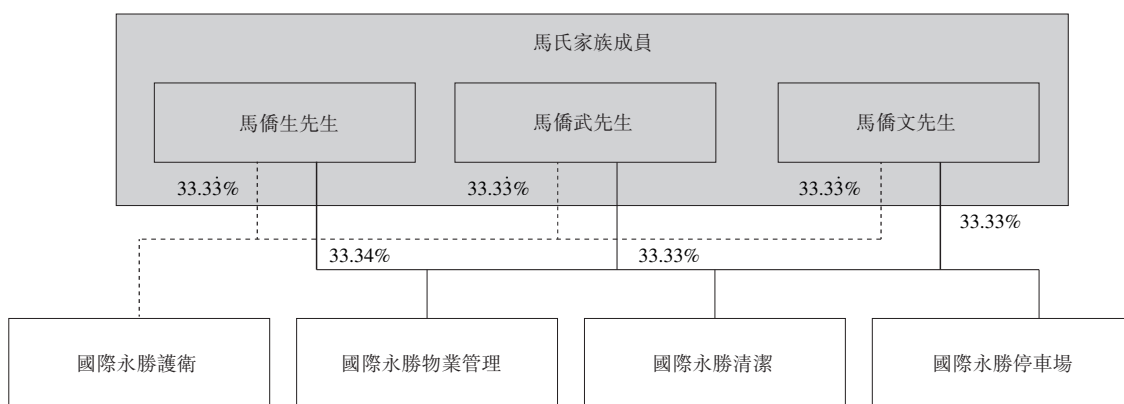 馬氏家族成員
馬僑生先生
馬僑武先生
馬僑文先生
33.33̇%
33.33̇%
33.33̇%
33.33%
33.34%
33.33%
國際永勝護衛
國際永勝物業管理
國際永勝清潔
國際永勝停車場